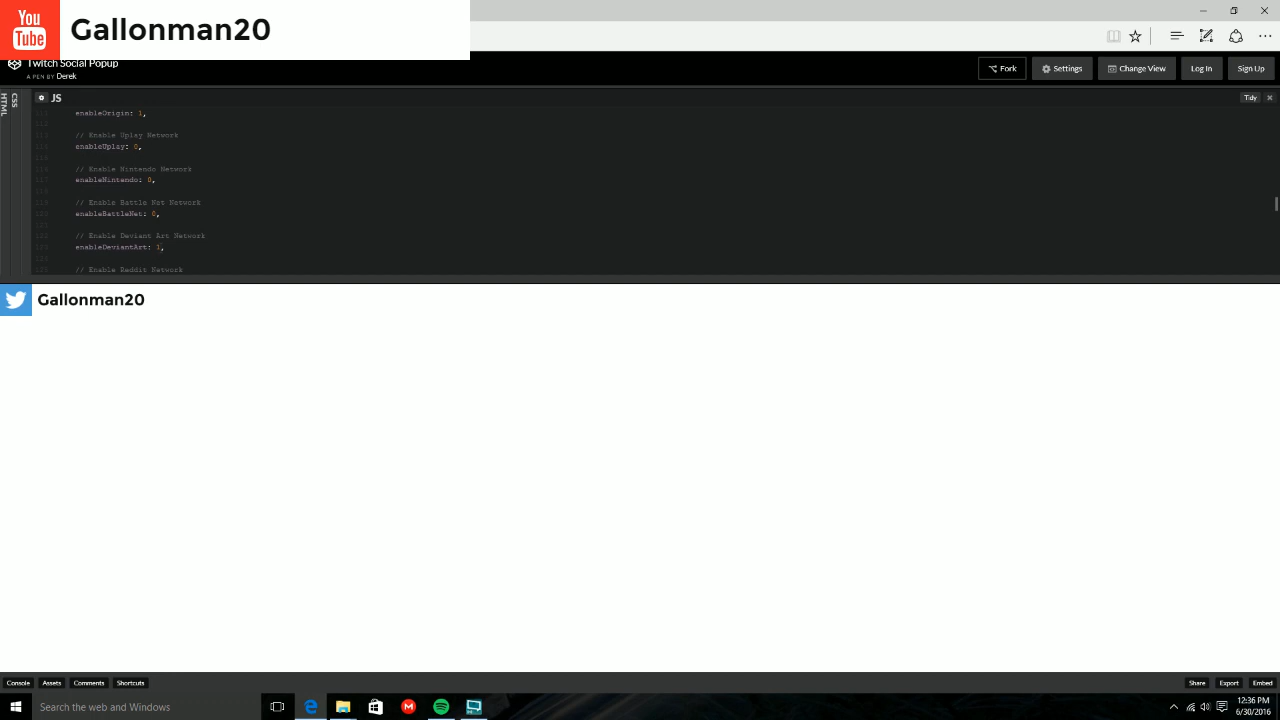 You
Tube
Gallonman20
Twitch Social Popup
A PEN BY Derek
Fork
Settings
Change View
Log In
Sign Up
HTML
CSS
JS
Tidy
enableOrigin: 1,
// Enable Uplay Network
enableUplay: 0,
// Enable Nintendo Network
enableNintendo: 0,
// Enable Battle Net Network
enableBattleNet: 0,
// Enable Deviant Art Network
enableDeviantArt: 1,
// Enable Reddit Network
Gallonman20
Console
Assets
Comments
Shortcuts
Share
Export
Embed
Search the web and Windows
12:36 PM
6/30/2016